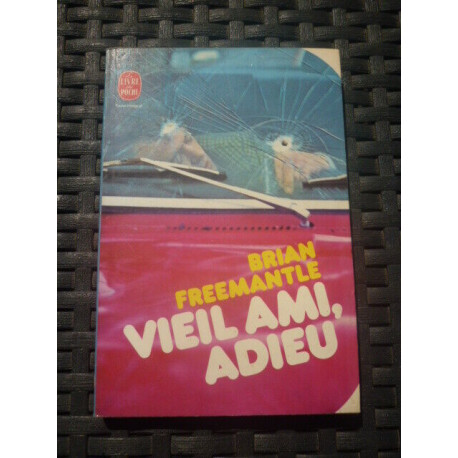 LE LIVRE
DE POCHE
BRIAN
FREEMANTLE
VIEIL AMI,
ADIEU